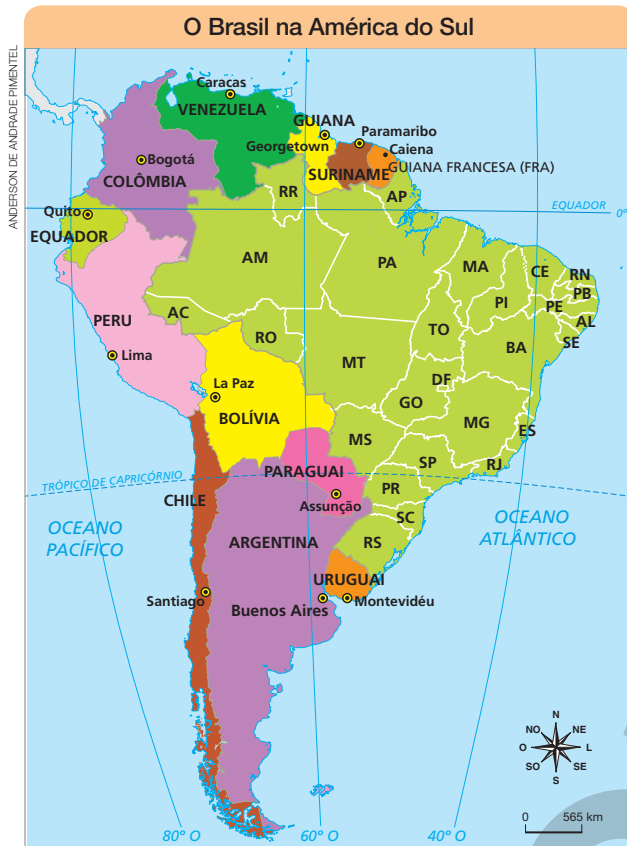 O Brasil na América do Sul
ANDERSON DE ANDRADE PIMENTEL
Caracas
VENEZUELA
GUIANA
Georgetown
Paramaribo
Caiena
SURINAME
GUIANA FRANCESA (FRA)
Bogotá
COLÔMBIA
RR
AP
EQUADOR
0°
Quito
EQUADOR
AM
PA
MA
CE
RN
PB
PI
PE
AL
SE
AC
RO
TO
BA
PERU
Lima
MT
DF
GO
La Paz
BOLÍVIA
MG
ES
MS
SP
RJ
TRÓPICO DE CAPRICÓRNIO
PARAGUAI
PR
CHILE
Assunção
SC
OCEANO
PACÍFICO
OCEANO
ATLÂNTICO
ARGENTINA
RS
URUGUAI
Santiago
Buenos Aires
Montevidéu
N
NO
NE
O
L
SO
SE
S
0
565 km
80° O
60° O
40° O